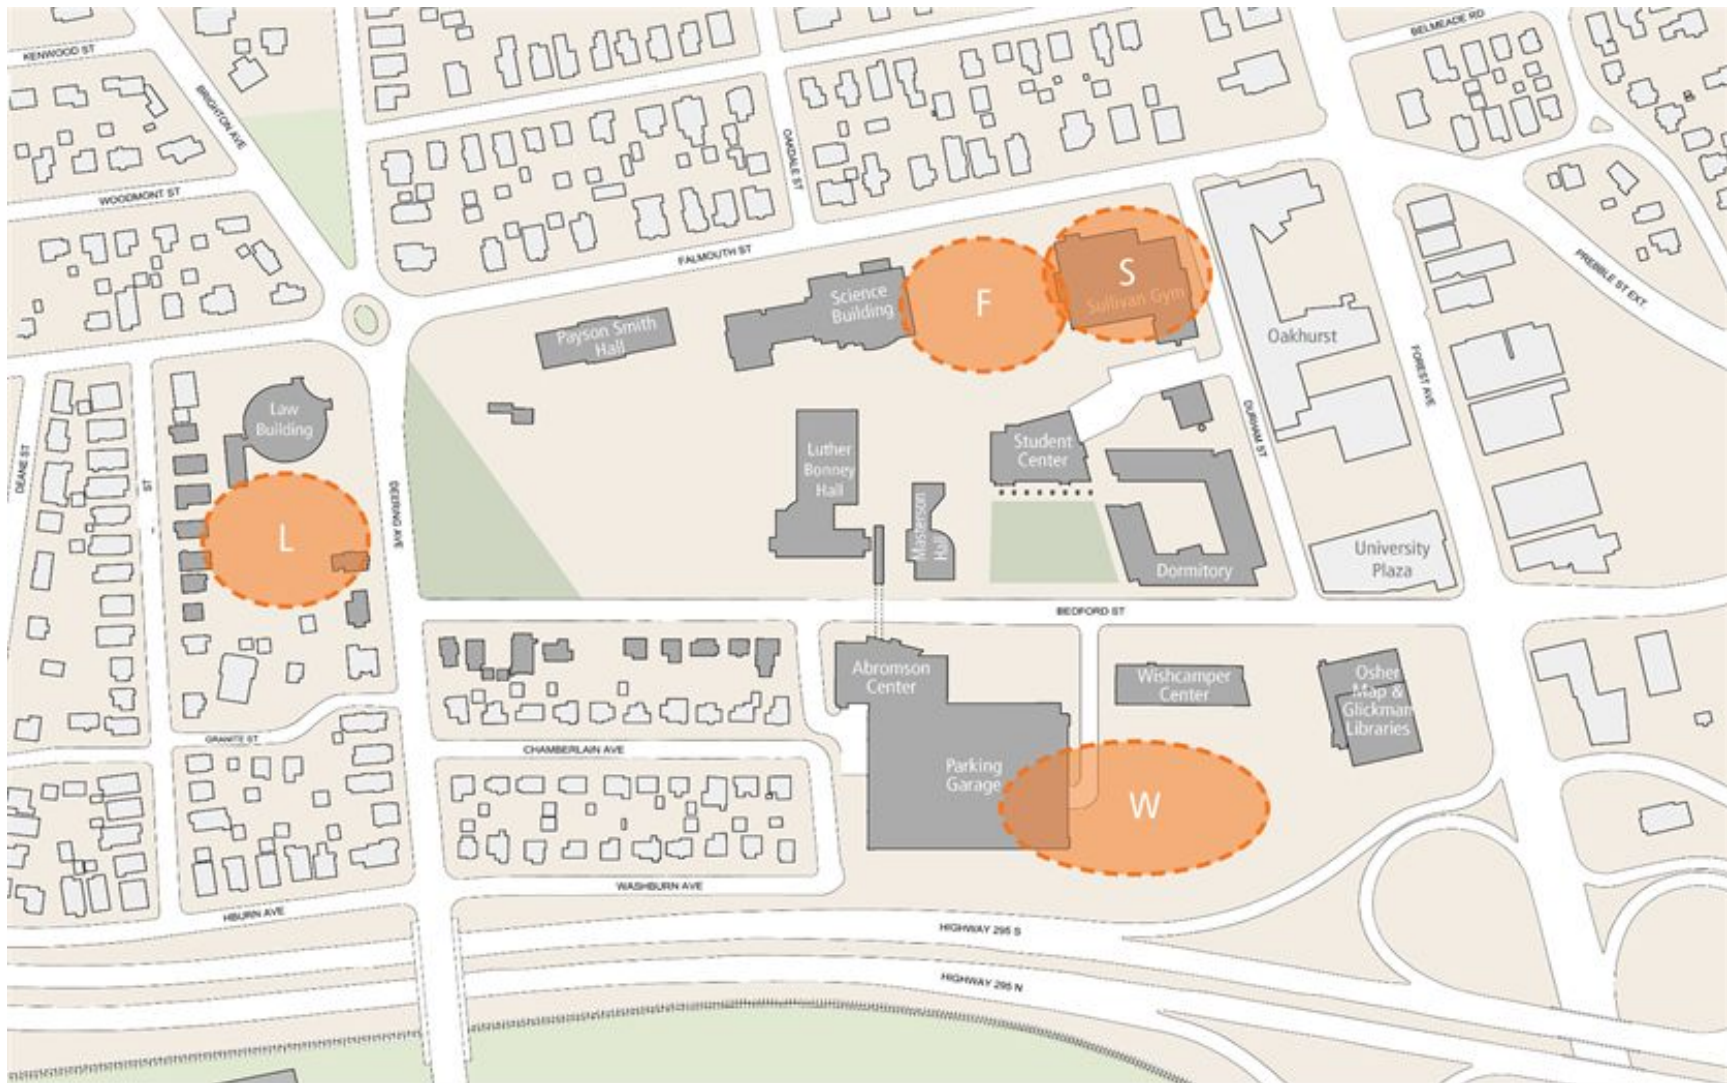 KENWOOD ST
BRIGHTON AVE
WOODMONT ST
OAKDALE ST
BELMEADE RD
FALMOUTH ST
PREBBLE ST EXT.
S
Sullivan Gym
F
Science
Building
Payson Smith
Hall
Oakhurst
FOREST AVE
DURHAM ST
Law
Building
DEANE ST
ST
L
DEERING AVE
Luther
Bonney
Hall
Student
Center
Masterson
Hall
Dormitory
University
Plaza
BEDFORD ST
Abromson
Center
Wishcamper
Center
Osher
Map &
Glickman
Libraries
GRANITE ST
CHAMBERLAIN AVE
Parking
Garage
W
WASHBURN AVE
HBURN AVE
HIGHWAY 295 S
HIGHWAY 295 N